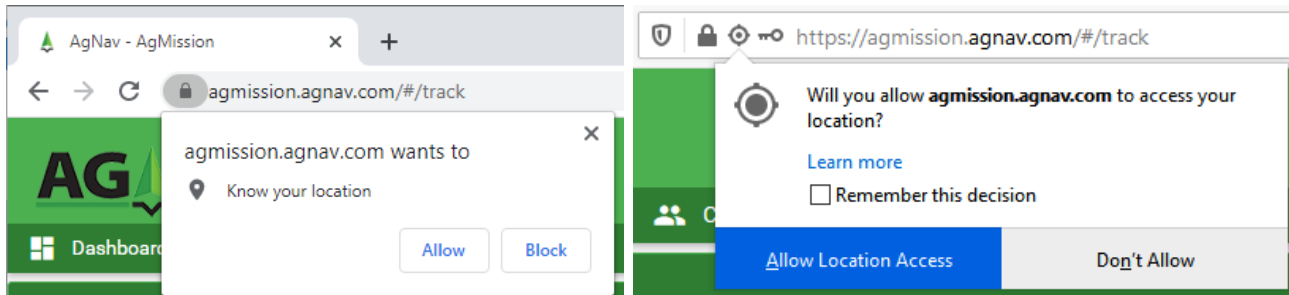 AgNav - AgMission
agmission.agnav.com/#/track
agmission.agnav.com wants to
Know your location
Allow Block
AG
Dashboard
https://agmission.agnav.com/#/track
Will you allow agmission.agnav.com to access your
location?
Learn more
Remember this decision
C
Allow Location Access Don't Allow